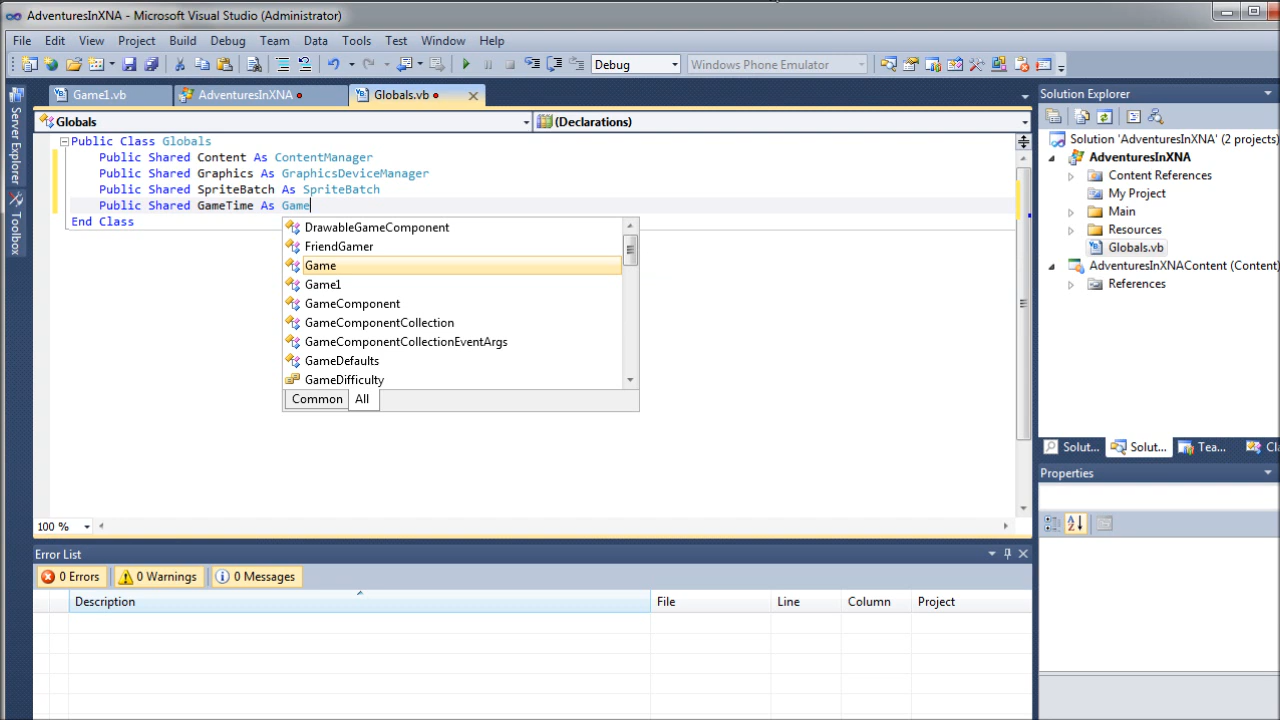 AdventuresInXNA - Microsoft Visual Studio (Administrator)
File Edit View Project Build Debug Team Data Tools Test Window Help
Debug Windows Phone Emulator
Game1.vb AdventuresInXNA Globals.vb
Solution Explorer
Globals (Declarations)
Server Explorer
Toolbox
Public Class Globals
Public Shared Content As ContentManager
Public Shared Graphics As GraphicsDeviceManager
Public Shared SpriteBatch As SpriteBatch
Public Shared GameTime As Game
End Class
DrawableGameComponent
FriendGamer
Game
Game1
GameComponent
GameComponentCollection
GameComponentCollectionEventArgs
GameDefaults
GameDifficulty
Common All
Solution 'AdventuresInXNA' (2 projects)
AdventuresInXNA
Content References
My Project
Main
Resources
Globals.vb
AdventuresInXNAContent (Content)
References
Solut... Solut... Tea... Cl
Properties
100 %
Error List
0 Errors 0 Warnings 0 Messages
Description File Line Column Project